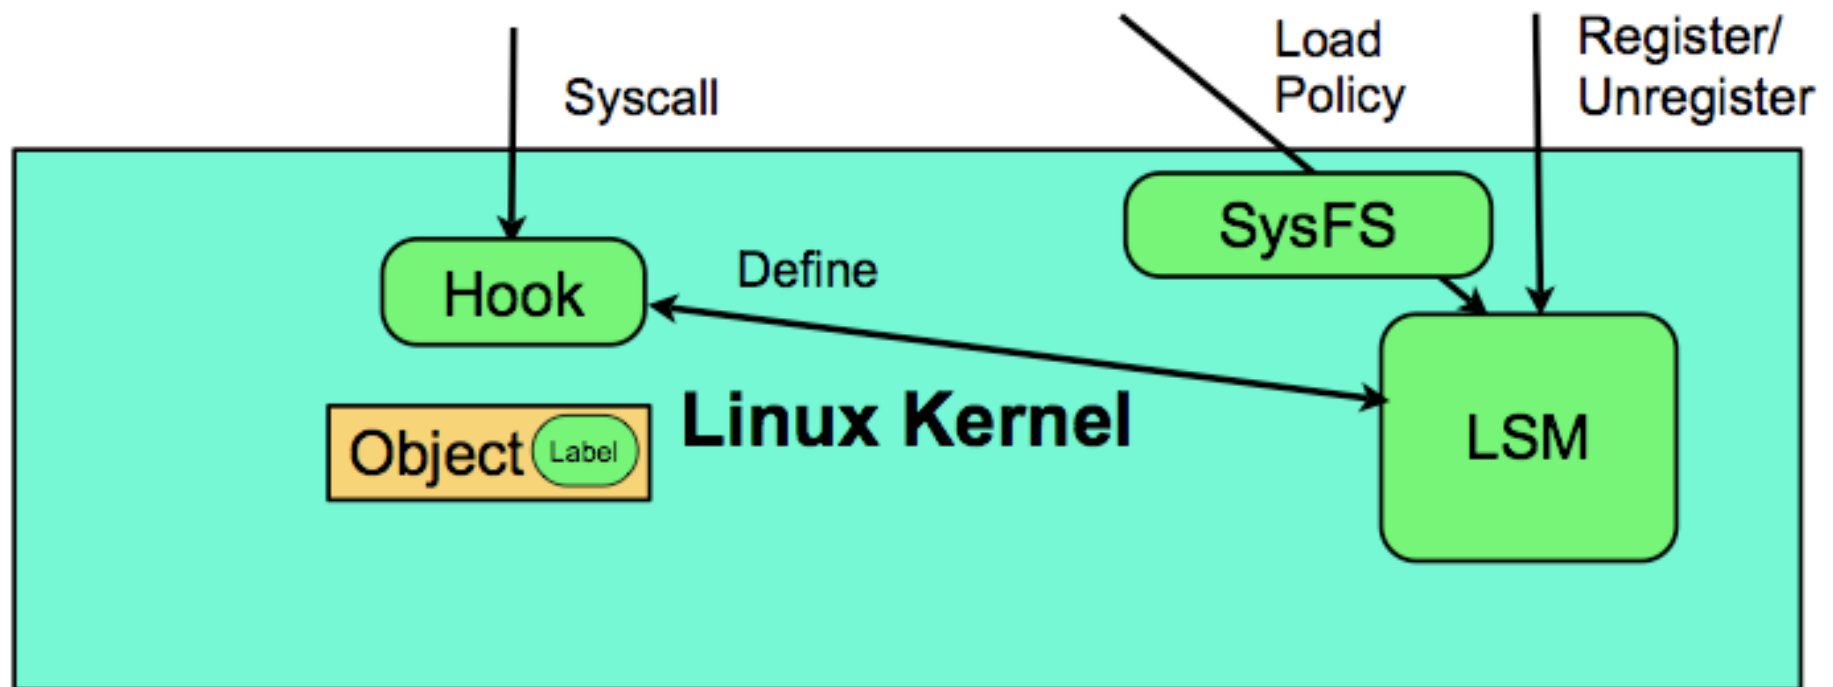 Syscall
Load
Policy
Register/
Unregister
SysFS
Hook
Define
Linux Kernel
LSM
Object
Label